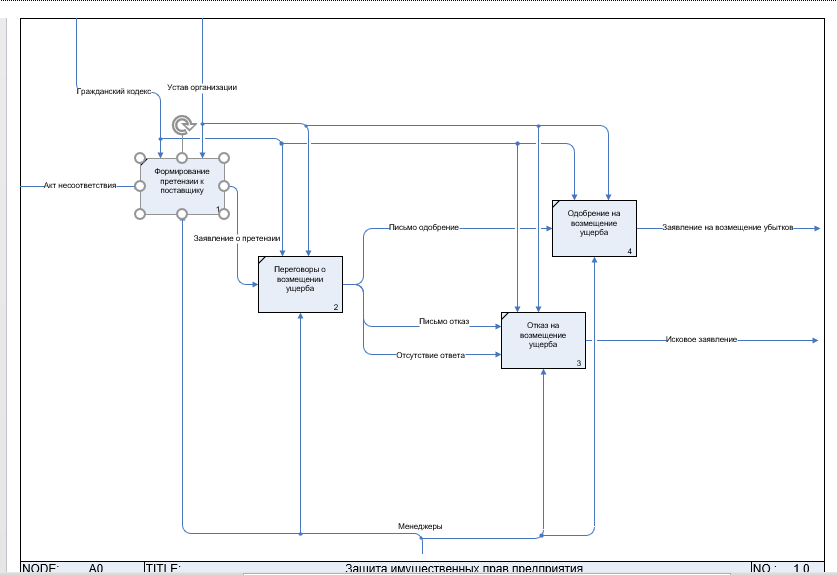 Гражданский кодекс
Устав организации
Формирование
претензии к
поставщику
1
Акт несоответствия
Заявление о претензии
Переговоры о
возмещении
ущерба
2
Письмо одобрение
Письмо отказ
Отсутствие ответа
Одобрение на
возмещение
ущерба
4
Заявление на возмещение убытков
Отказ на
возмещение
ущерба
3
Исковое заявление
Менеджеры
NODE: A0 TITLE: Защита имущественных прав предприятия NO.: 1.0